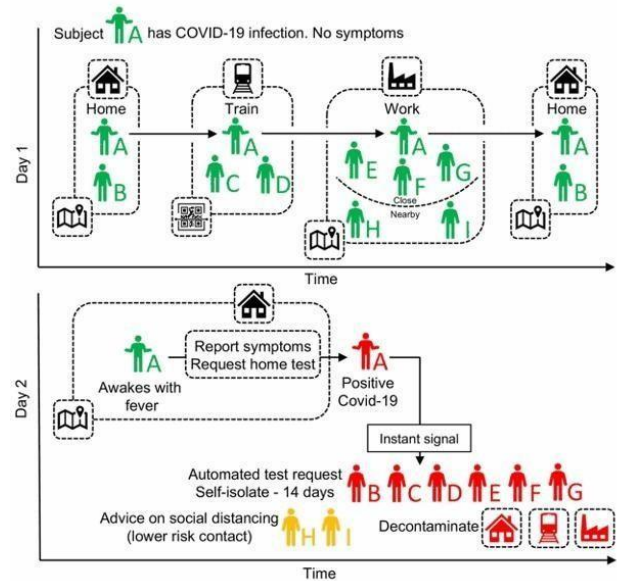 Subject A has COVID-19 infection. No symptoms
Home
Train
Work
Home
A
A
A
A
B
C
D
E
F
G
B
Close
Nearby
H
I
Day 1
Time
A
Awakes with
fever
Report symptoms
Request home test
A
Positive
Covid-19
Instant signal
Automated test request
Self-isolate - 14 days
B C D E F G
Advice on social distancing
(lower risk contact)
H I
Decontaminate
Day 2
Time